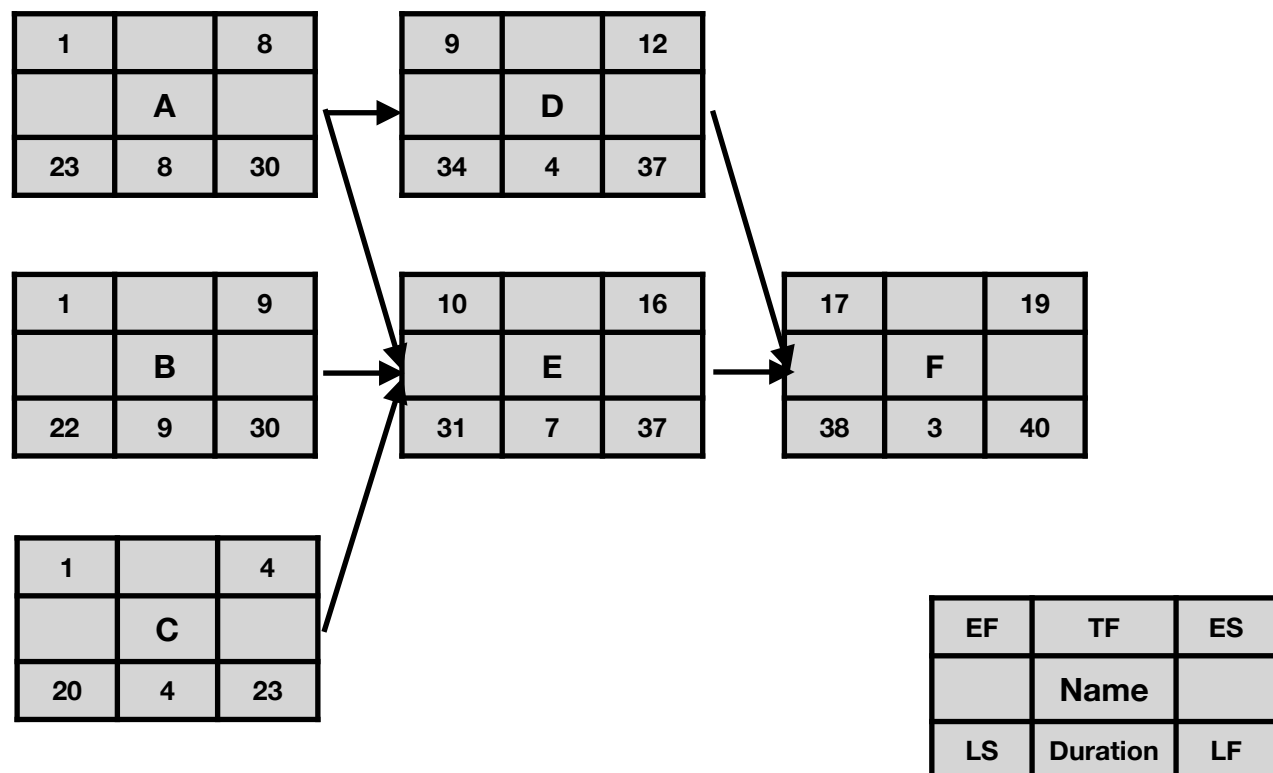 1 8 9 12
A D
23 8 30 34 4 37
1 9 10 16 17 19
B E F
22 9 30 31 7 37 38 3 40
1 4
C
20 4 23
EF TF ES
Name
LS Duration LF